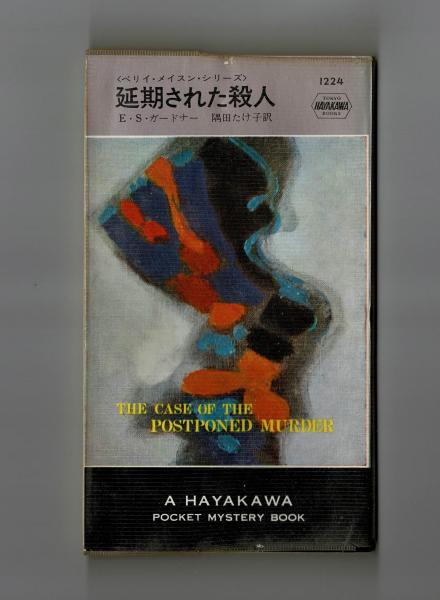 〈ペリイ・メイスン・シリーズ〉
延期された殺人
E・S・ガードナー 隅田たけ子訳
1224
TOKYO
HAYAKAWA
BOOKS
THE CASE OF THE
POSTPONED MURDER
A HAYAKAWA
POCKET MYSTERY BOOK